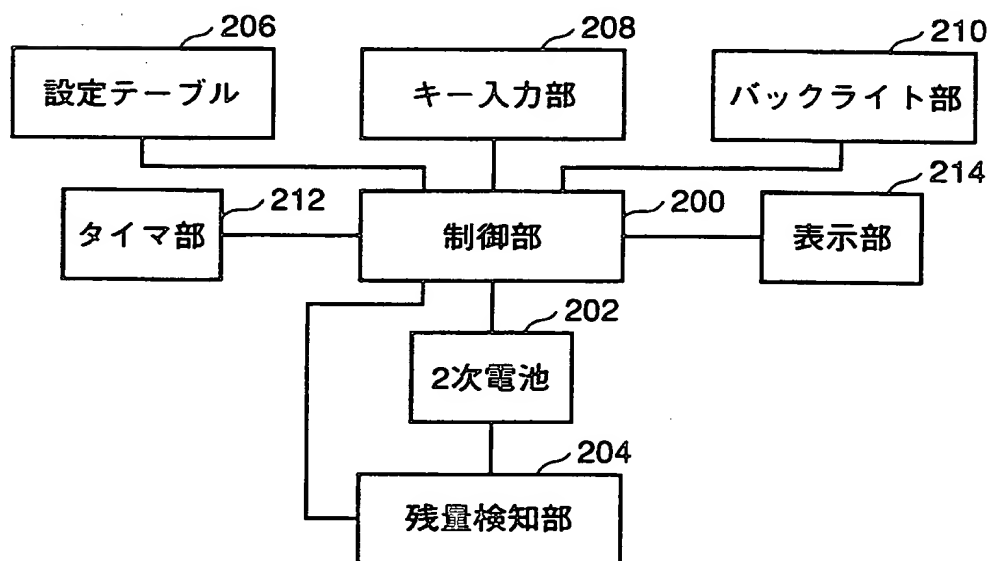 206
設定テーブル
208
キー入力部
210
バックライト部
212
タイマ部
200
制御部
214
表示部
202
2次電池
204
残量検知部